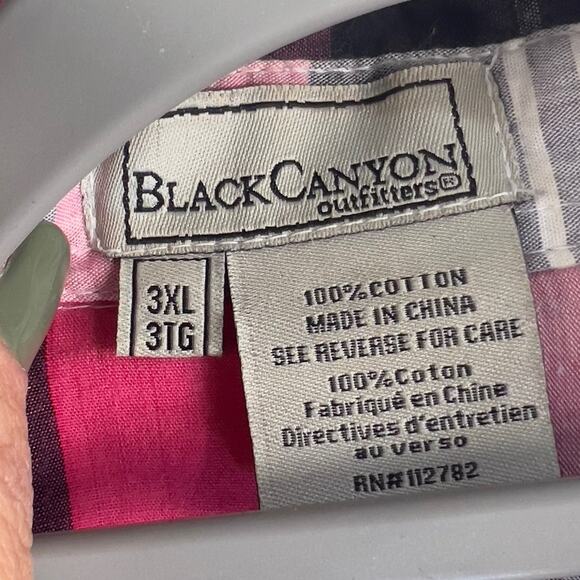 BLACKCANYON
outfitters®
3XL
3TG
100% COTTON
MADE IN CHINA
SEE REVERSE FOR CARE
100% Coton
Fabriqué en Chine
Directives d'entretien
au verso
RN#112782